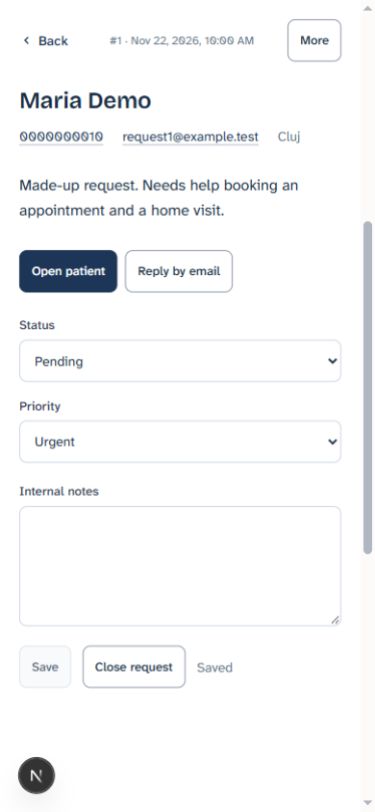 Back
#1 · Nov 22, 2026, 10:00 AM
More
Maria Demo
0000000010 request1@example.test Cluj
Made-up request. Needs help booking an
appointment and a home visit.
Open patient
Reply by email
Status
Pending
Priority
Urgent
Internal notes
Save
Close request
Saved
N